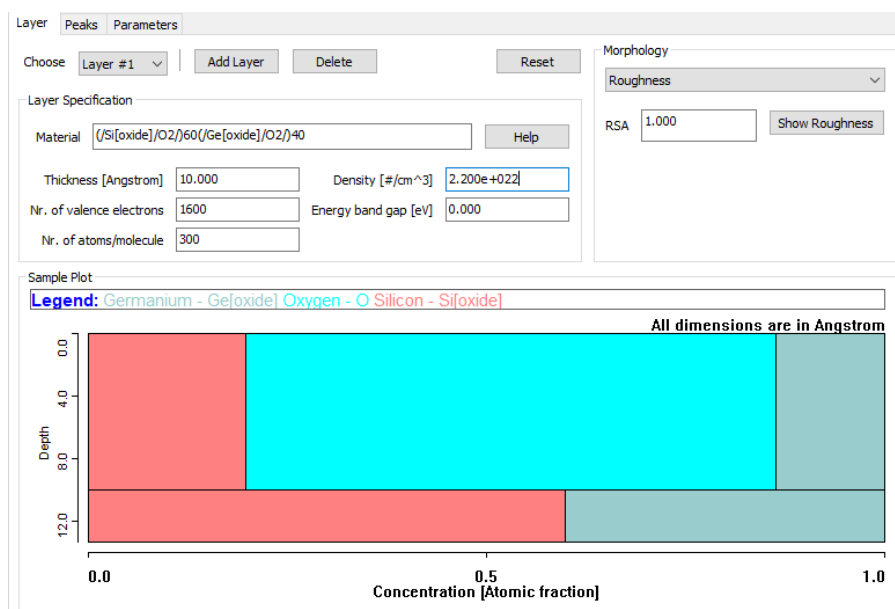 Layer Peaks Parameters
Choose Layer #1 Add Layer Delete Reset
Layer Specification
Material (/Si[oxide]/O2/)60(/Ge[oxide]/O2/)40 Help
Thickness [Angstrom] 10.000 Density [#/cm^3] 2.200e+022
Nr. of valence electrons 1600 Energy band gap [eV] 0.000
Nr. of atoms/molecule 300
Morphology
Roughness
RSA 1.000 Show Roughness
Sample Plot
Legend: Germanium - Ge[oxide] Oxygen - O Silicon - Si[oxide]
All dimensions are in Angstrom
0.0
4.0
8.0
12.0
Depth
0.0 0.5 1.0
Concentration [Atomic fraction]